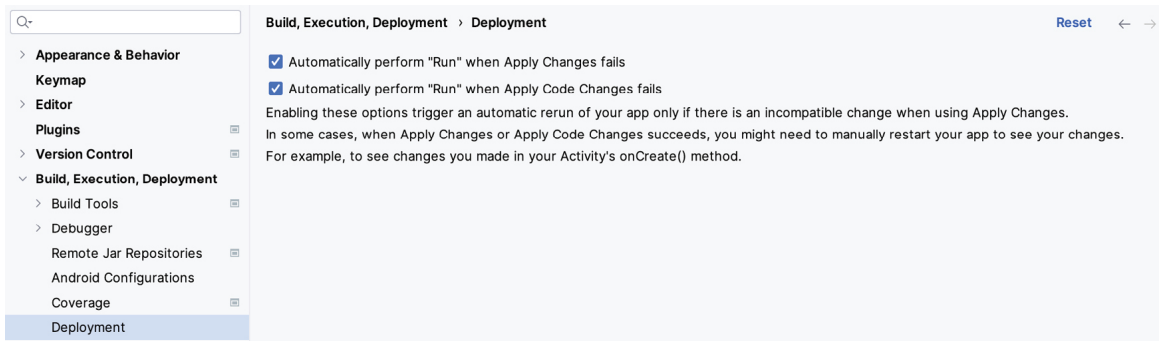 Build, Execution, Deployment › Deployment Reset ← →
Appearance & Behavior
Keymap
Editor
Plugins
Version Control
Build, Execution, Deployment
Build Tools
Debugger
Remote Jar Repositories
Android Configurations
Coverage
Deployment
Automatically perform "Run" when Apply Changes fails
Automatically perform "Run" when Apply Code Changes fails
Enabling these options trigger an automatic rerun of your app only if there is an incompatible change when using Apply Changes.
In some cases, when Apply Changes or Apply Code Changes succeeds, you might need to manually restart your app to see your changes.
For example, to see changes you made in your Activity's onCreate() method.